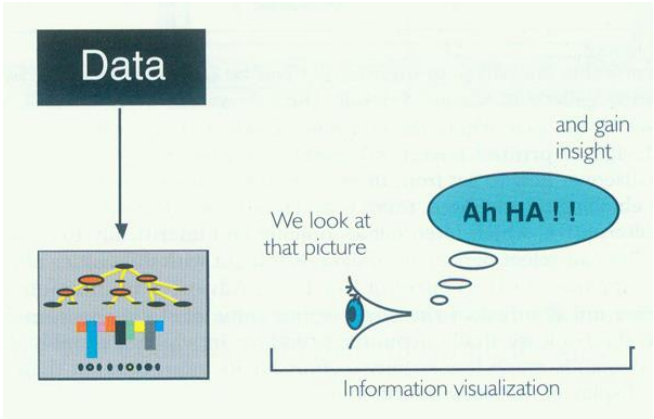 Data
and gain
insight
Ah HA ! !
We look at
that picture
Information visualization